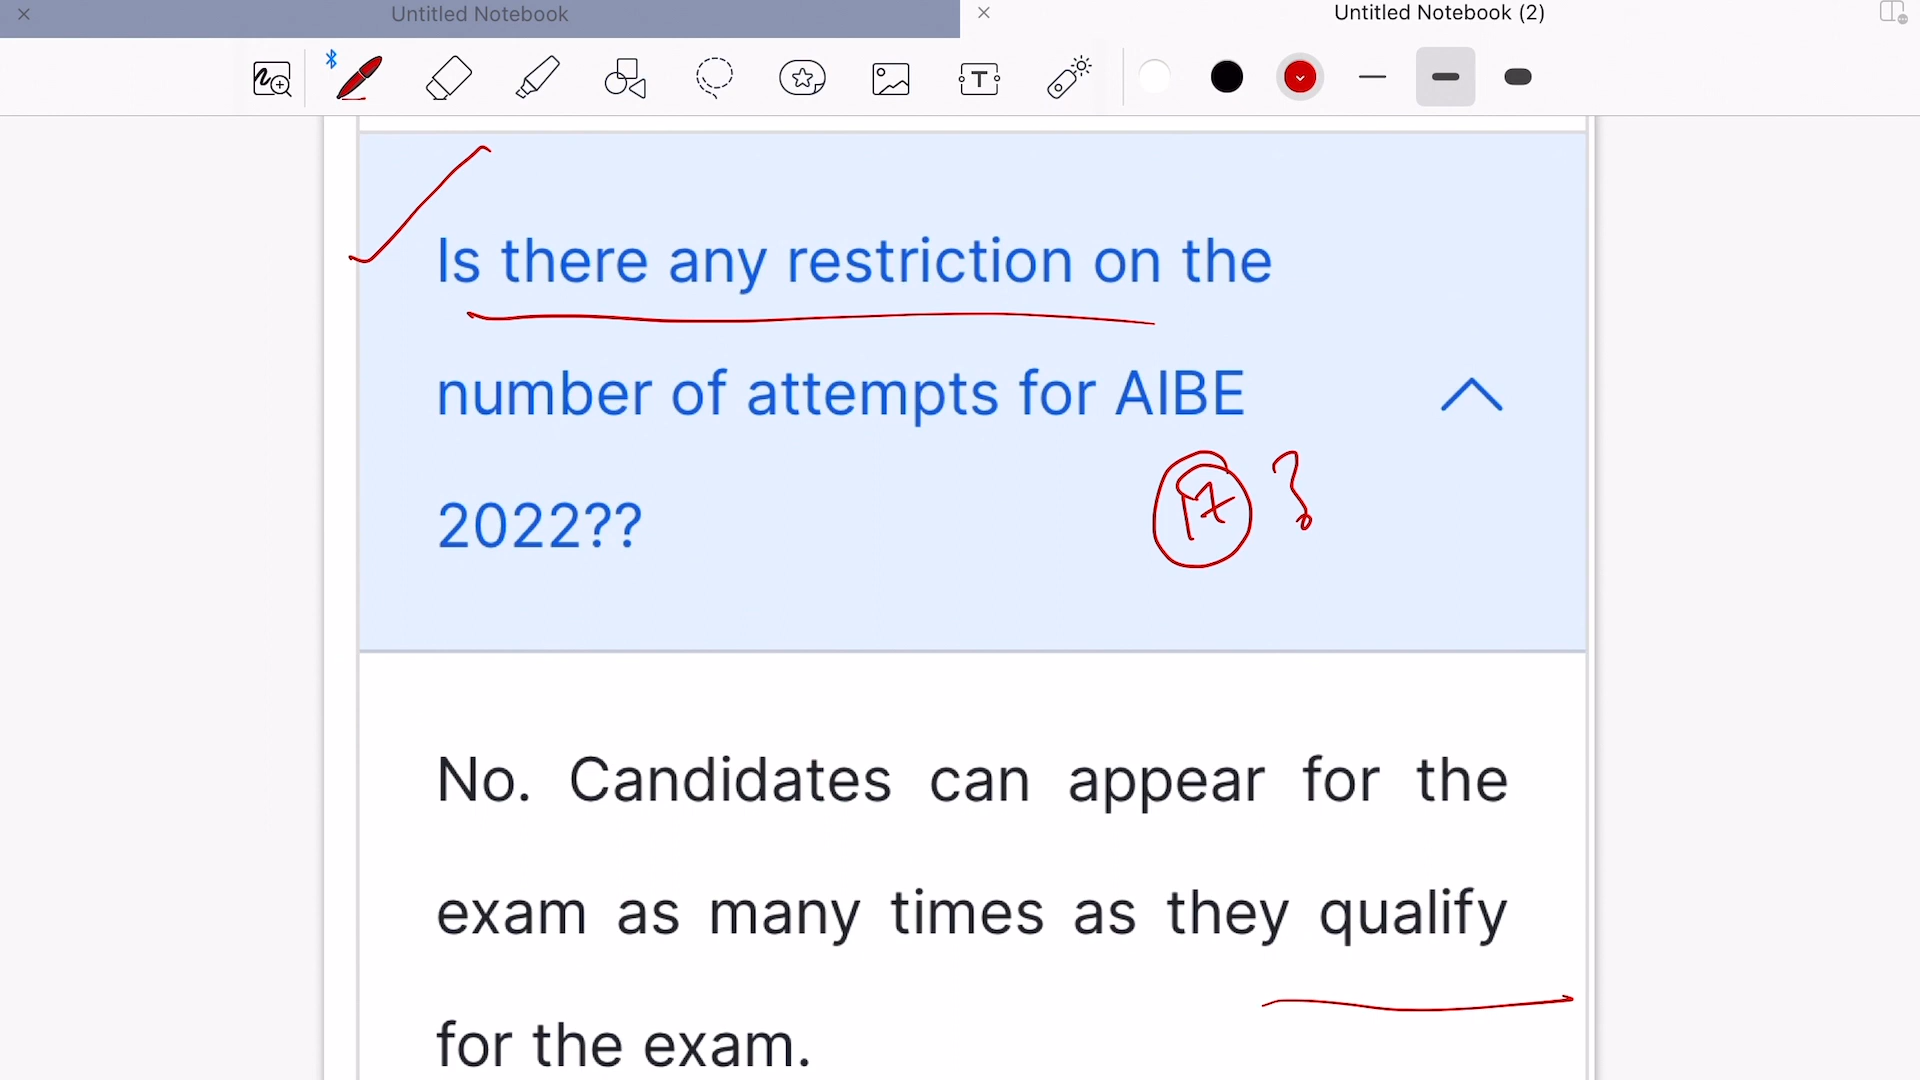 Untitled Notebook
Untitled Notebook (2)
T
Is there any restriction on the
number of attempts for AIBE
2022??
17 ?
No. Candidates can appear for the
exam as many times as they qualify
for the exam.